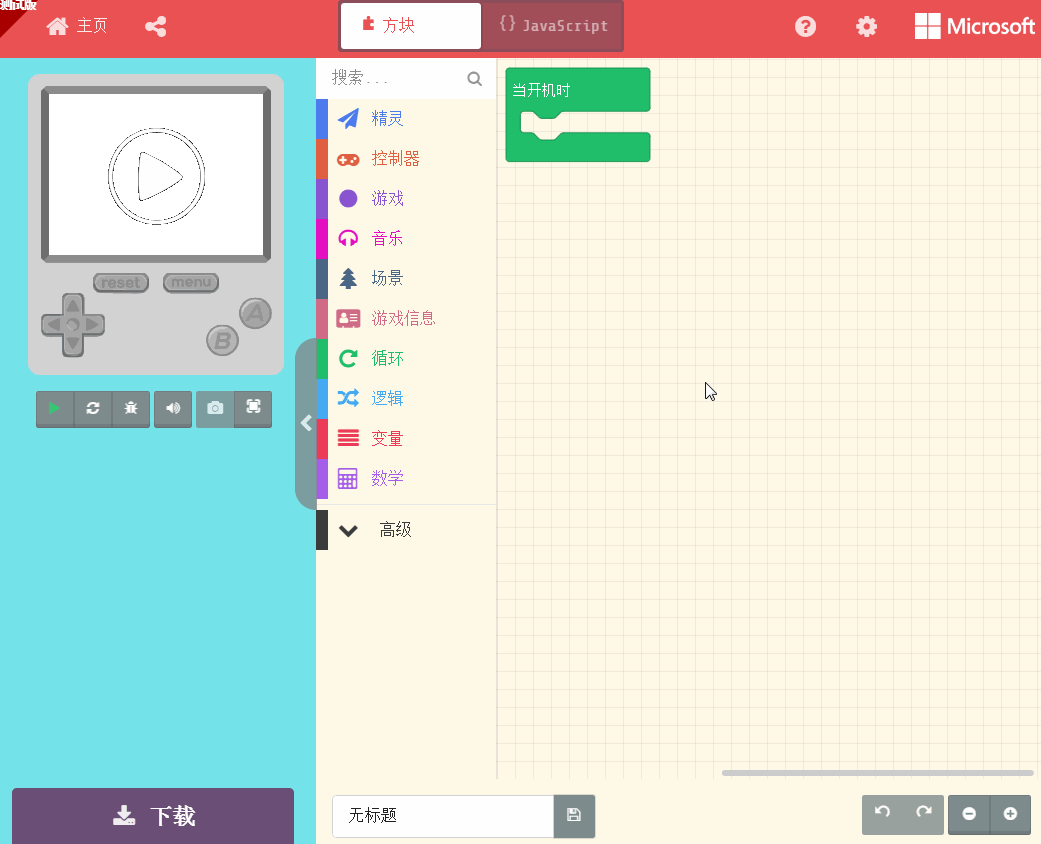 测试版
主页
方块
{} JavaScript
Microsoft
搜索...
当开机时
精灵
控制器
游戏
音乐
场景
游戏信息
循环
逻辑
变量
数学
高级
reset
menu
A
B
下载
无标题